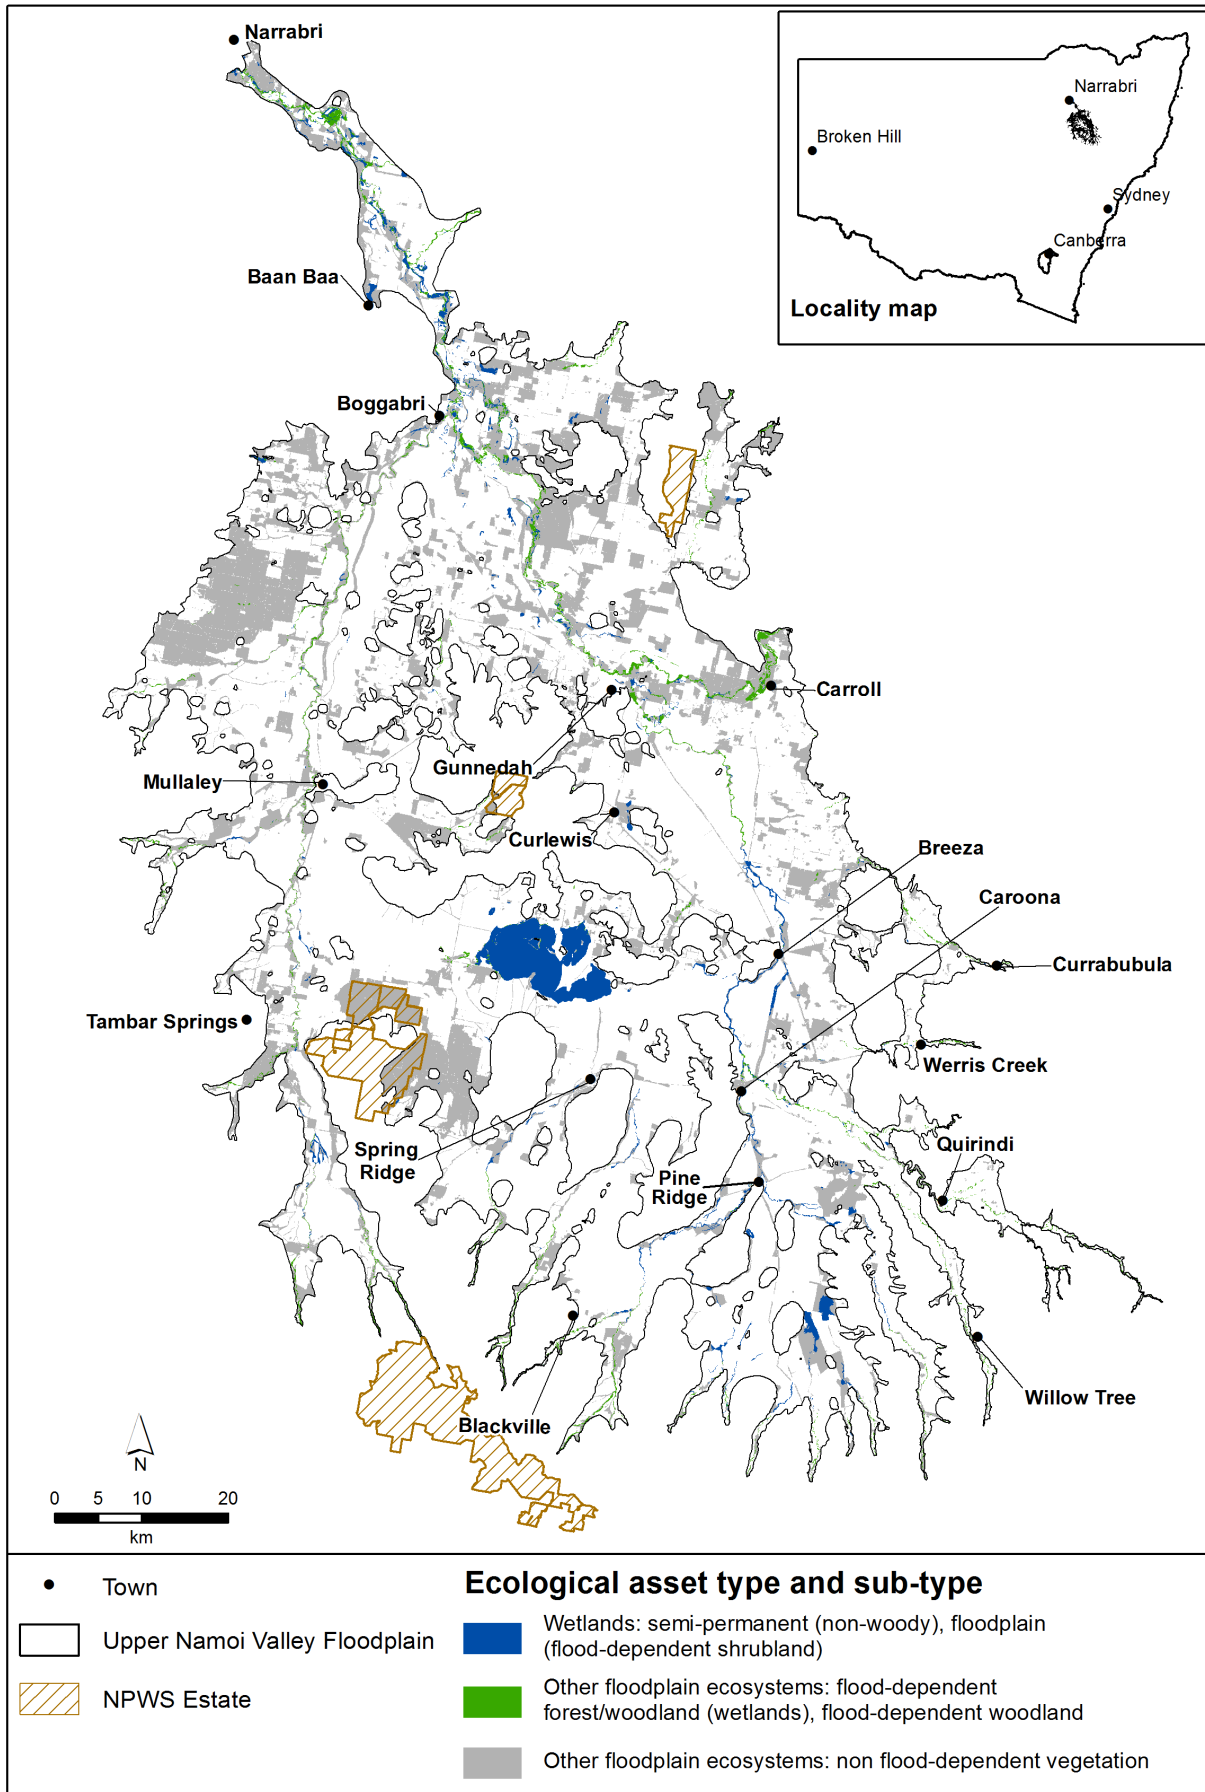 Narrabri
Narrabri
Broken Hill
Sydney
Canberra
Locality map
Baan Baa
Boggabri
Carroll
Gunnedah
Mullaley
Curlewis
Breeza
Caroona
Currabubula
Tambar Springs
Werris Creek
Spring
Ridge
Quirindi
Pine
Ridge
Willow Tree
Blackville
N
0 5 10 20
km
Town
Upper Namoi Valley Floodplain
NPWS Estate
Ecological asset type and sub-type
Wetlands: semi-permanent (non-woody), floodplain
(flood-dependent shrubland)
Other floodplain ecosystems: flood-dependent
forest/woodland (wetlands), flood-dependent woodland
Other floodplain ecosystems: non flood-dependent vegetation